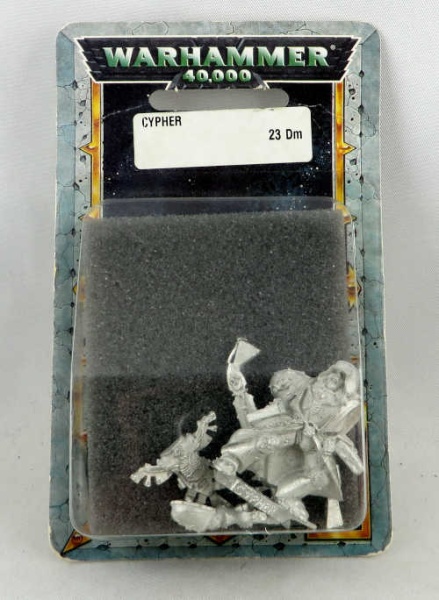 WARHAMMER
40,000
CYPHER
23 Dm